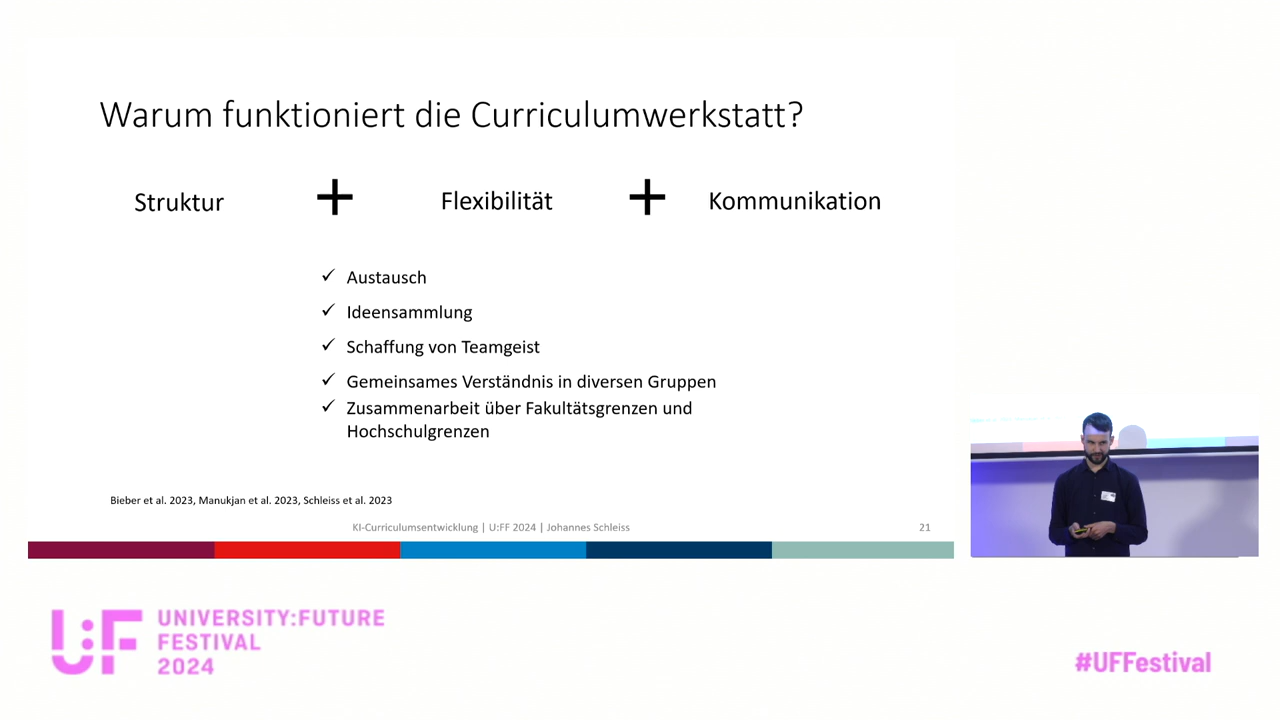 Warum funktioniert die Curriculumwerkstatt?
Struktur + Flexibilität + Kommunikation
✓ Austausch
✓ Ideensammlung
✓ Schaffung von Teamgeist
✓ Gemeinsames Verständnis in diversen Gruppen
✓ Zusammenarbeit über Fakultätsgrenzen und
Hochschulgrenzen
Bieber et al. 2023, Manukjan et al. 2023, Schleiss et al. 2023
KI-Curriculumsentwicklung | U:FF 2024 | Johannes Schleiss
21
U:F
UNIVERSITY:FUTURE
FESTIVAL
2024
#UFFestival